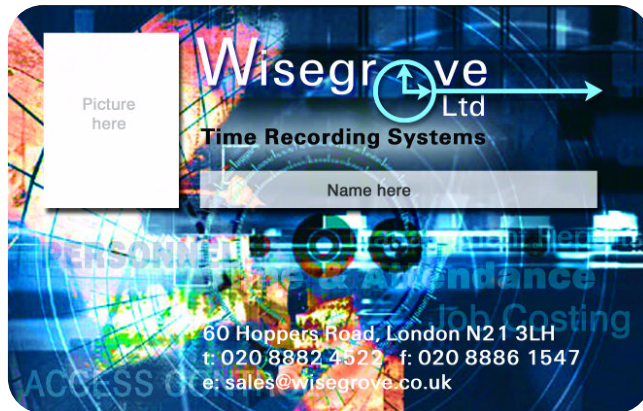 Picture
here
Wisegrove
Ltd
Time Recording Systems
Name here
PERSONNEL
Time & Attendance
Job Costing
60 Hoppers Road, London N21 3LH
t: 020 8882 4522 f: 020 8886 1547
e: sales@wisegrove.co.uk
ACCESS